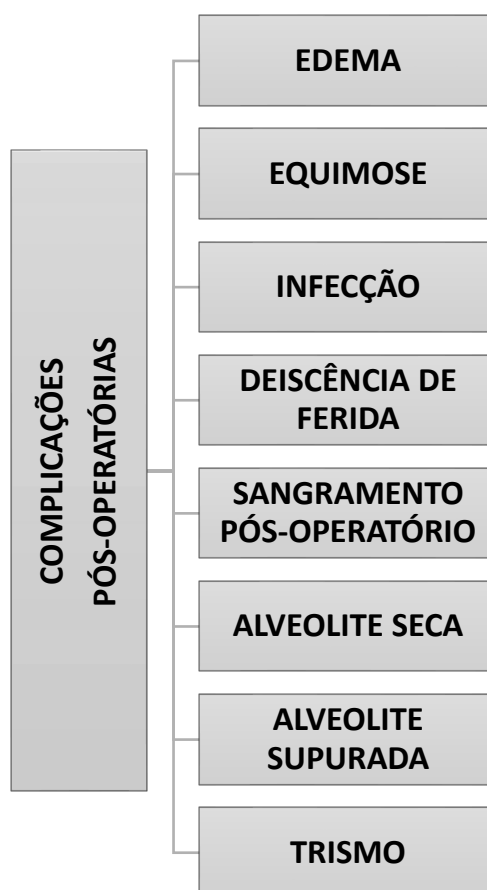 COMPLICAÇÕES
PÓS-OPERATÓRIAS
EDEMA
EQUIMOSE
INFECÇÃO
DEISCÊNCIA DE
FERIDA
SANGRAMENTO
PÓS-OPERATÓRIO
ALVEOLITE SECA
ALVEOLITE
SUPURADA
TRISMO